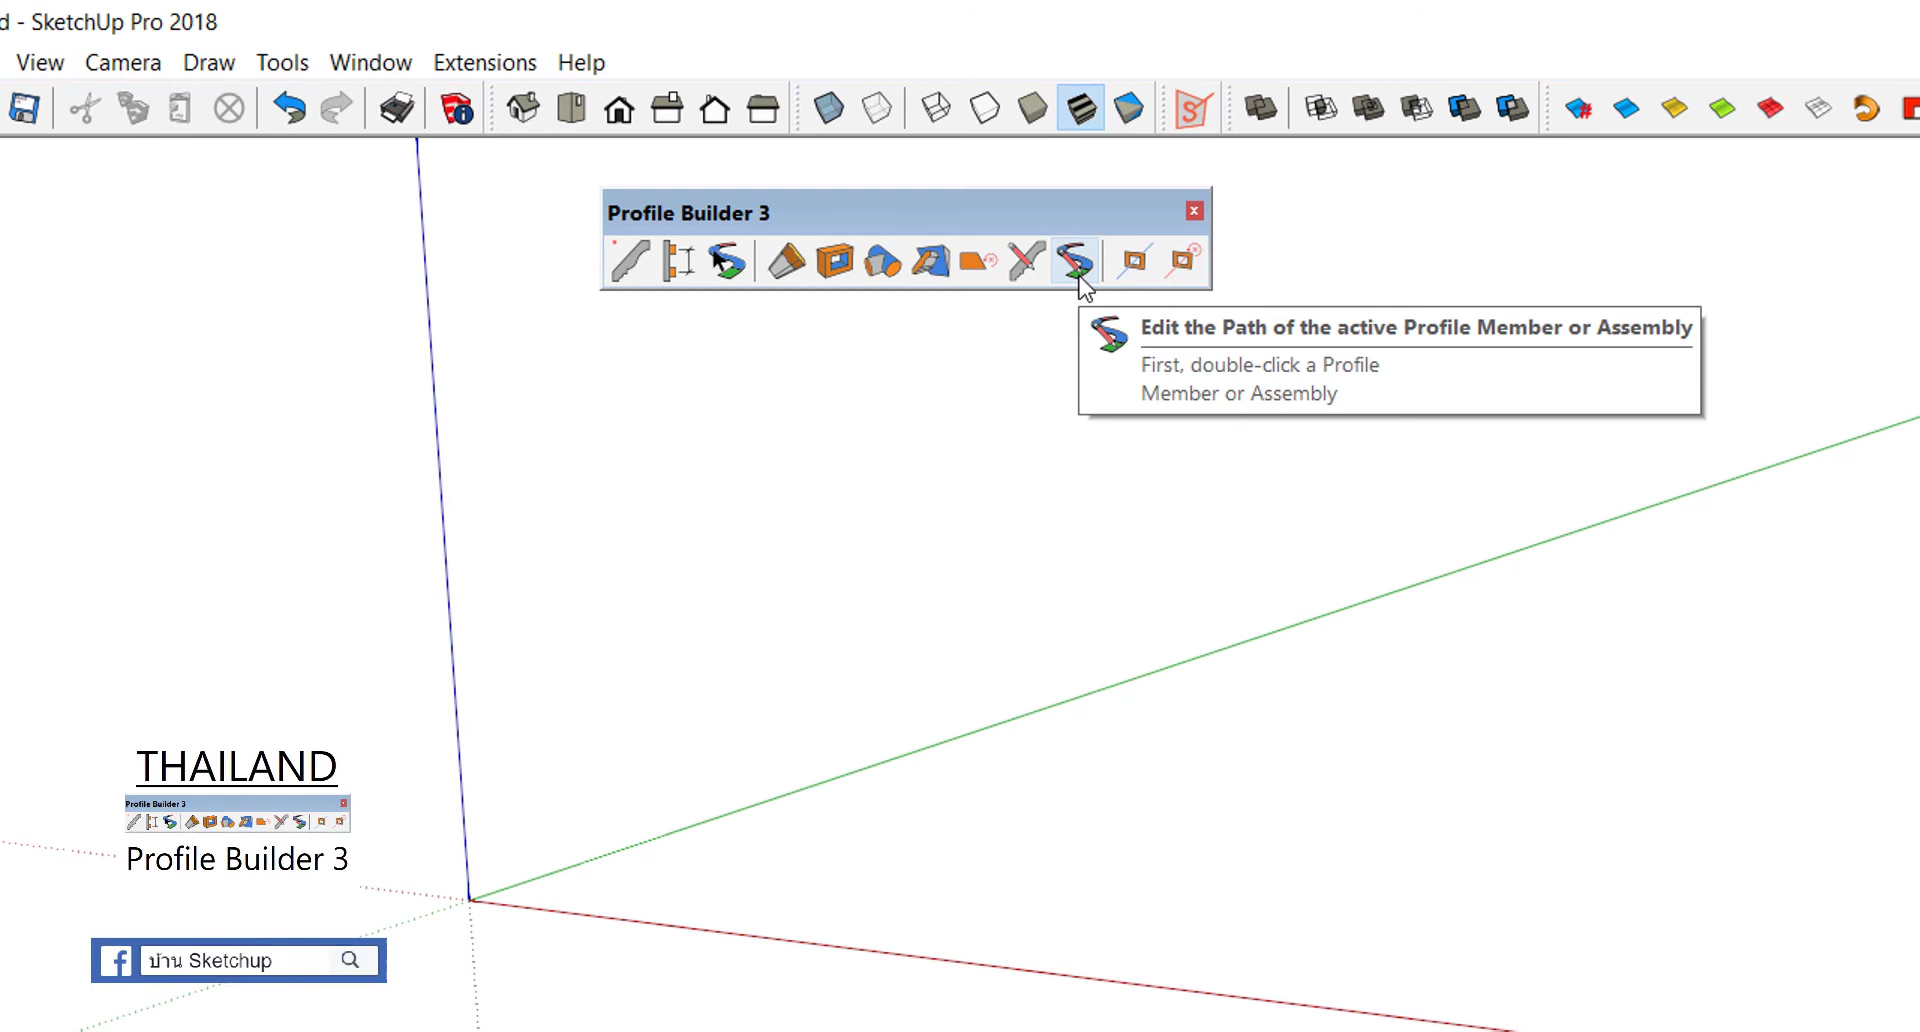 d - SketchUp Pro 2018
View Camera Draw Tools Window Extensions Help
Profile Builder 3
Edit the Path of the active Profile Member or Assembly
First, double-click a Profile
Member or Assembly
THAILAND
Profile Builder 3
Profile Builder 3
บ้าน Sketchup